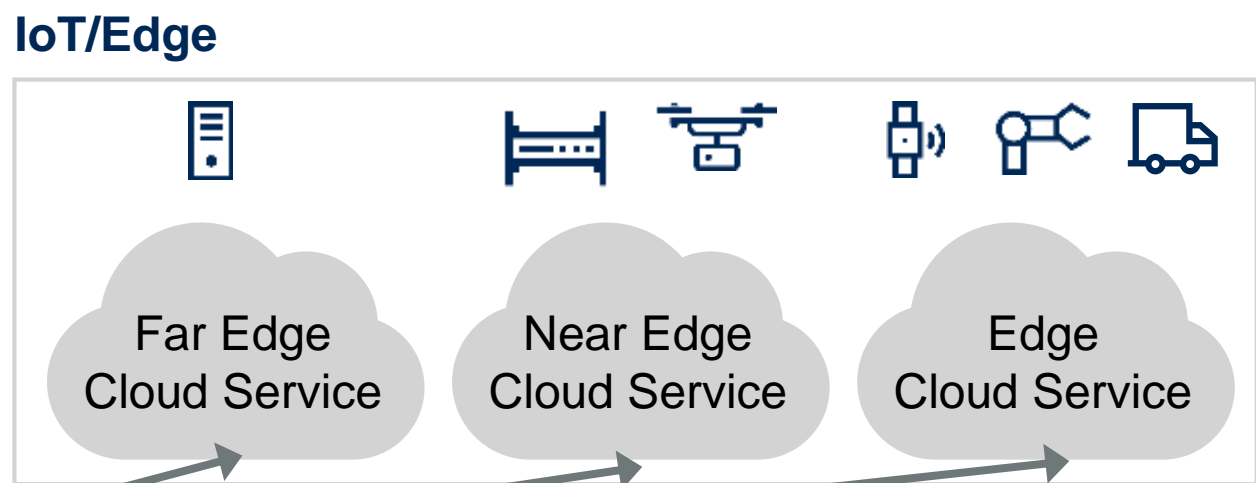 IoT/Edge
Far Edge
Cloud Service
Near Edge
Cloud Service
Edge
Cloud Service